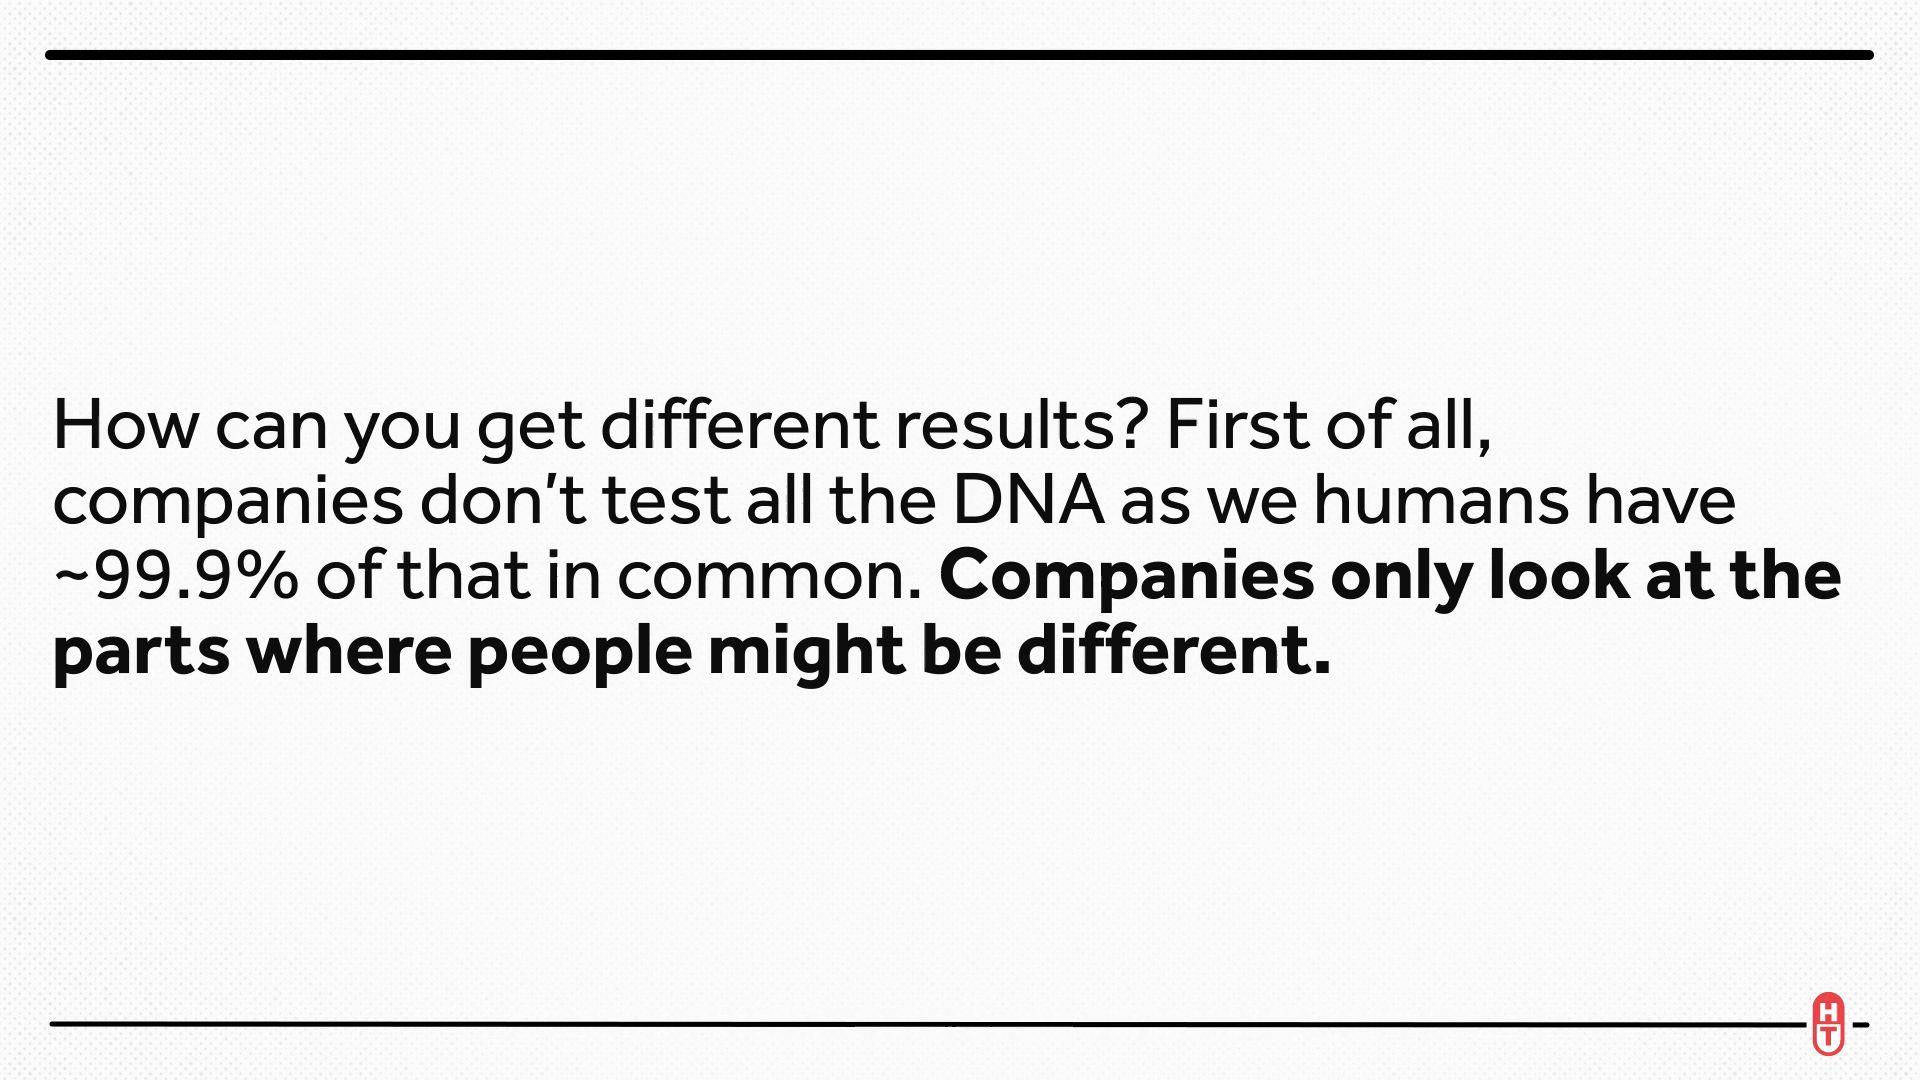 How can you get different results? First of all,
companies don't test all the DNA as we humans have
~99.9% of that in common. Companies only look at the
parts where people might be different.
H
T